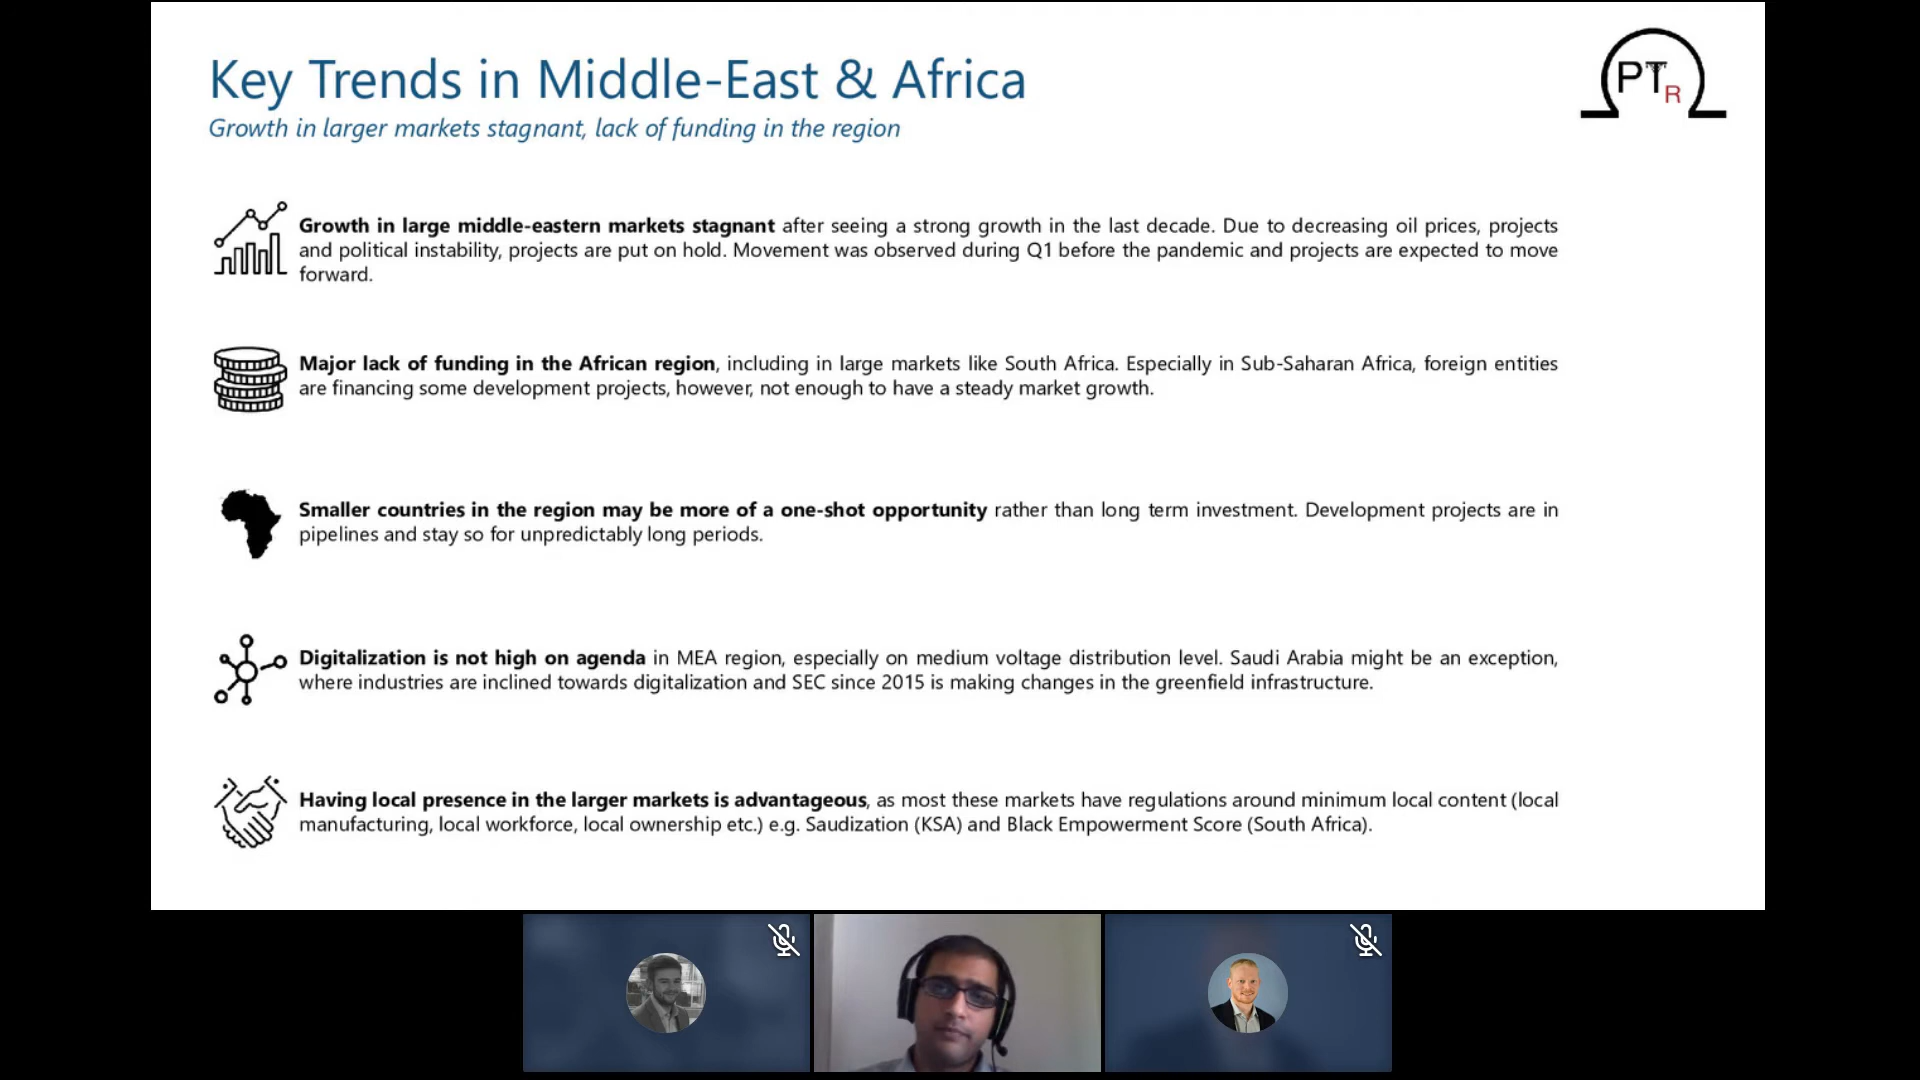 Key Trends in Middle-East & Africa
Growth in larger markets stagnant, lack of funding in the region
PTR
Growth in large middle-eastern markets stagnant after seeing a strong growth in the last decade. Due to decreasing oil prices, projects
and political instability, projects are put on hold. Movement was observed during Q1 before the pandemic and projects are expected to move
forward.
Major lack of funding in the African region, including in large markets like South Africa. Especially in Sub-Saharan Africa, foreign entities
are financing some development projects, however, not enough to have a steady market growth.
Smaller countries in the region may be more of a one-shot opportunity rather than long term investment. Development projects are in
pipelines and stay so for unpredictably long periods.
Digitalization is not high on agenda in MEA region, especially on medium voltage distribution level. Saudi Arabia might be an exception,
where industries are inclined towards digitalization and SEC since 2015 is making changes in the greenfield infrastructure.
Having local presence in the larger markets is advantageous, as most these markets have regulations around minimum local content (local
manufacturing, local workforce, local ownership etc.) e.g. Saudization (KSA) and Black Empowerment Score (South Africa).